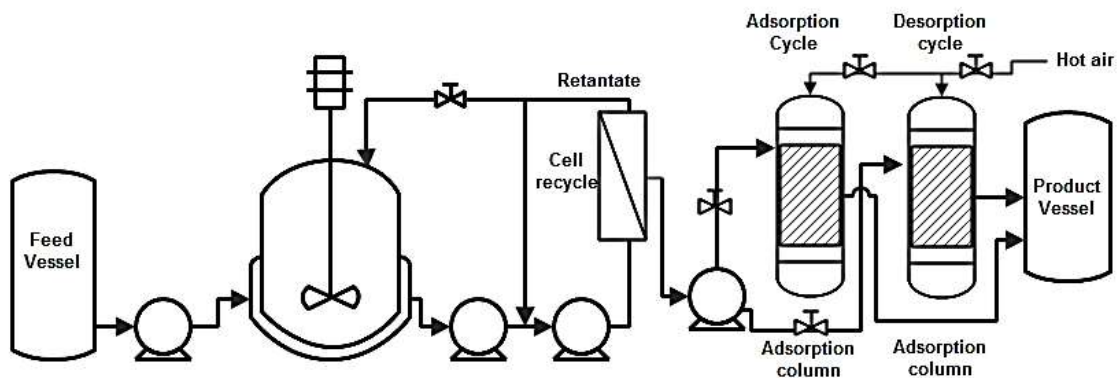 Adsorption
Cycle
Desorption
cycle
Hot air
Retantate
Cell
recycle
Feed
Vessel
Product
Vessel
Adsorption
column
Adsorption
column